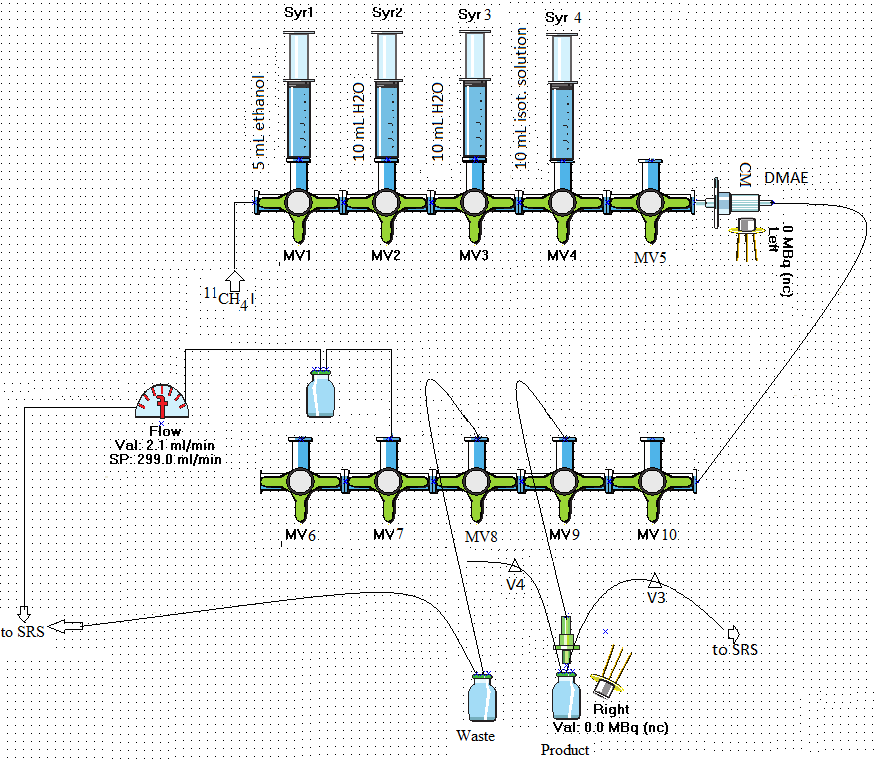 Syr1
Syr2
Syr 3
Syr 4
5 mL ethanol
10 mL H2O
10 mL H2O
10 mL isot. solution
CM
DMAE
0 MBq (nc)
Left
MV1
MV2
MV3
MV4
MV5
11CH4I
Flow
Val: 2.1 ml/min
SP: 299.0 ml/min
MV6
MV7
MV8
MV9
MV10
V4
V3
to SRS
to SRS
Right
Val: 0.0 MBq (nc)
Waste
Product